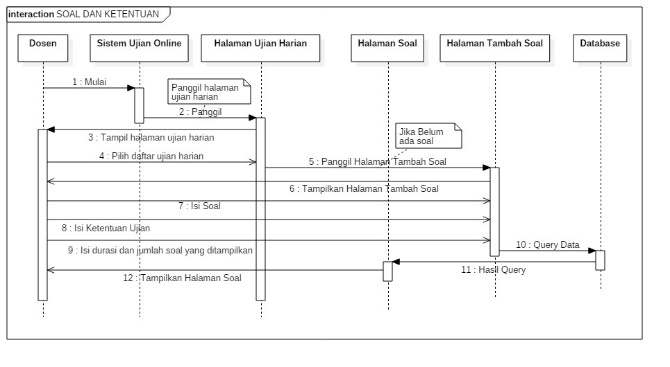 interaction SOAL DAN KETENTUAN
Dosen
Sistem Ujian Online
Halaman Ujian Harian
Halaman Soal
Halaman Tambah Soal
Database
1 : Mulai
Panggil halaman
ujian harian
2 : Panggil
3 : Tampil halaman ujian harian
Jika Belum
ada soal
4 : Pilih daftar ujian harian
5 : Panggil Halaman Tambah Soal
6 : Tampilkan Halaman Tambah Soal
7 : Isi Soal
8 : Isi Ketentuan Ujian
9 : Isi durasi dan jumlah soal yang ditampilkan
10 : Query Data
11 : Hasil Query
12 : Tampilkan Halaman Soal